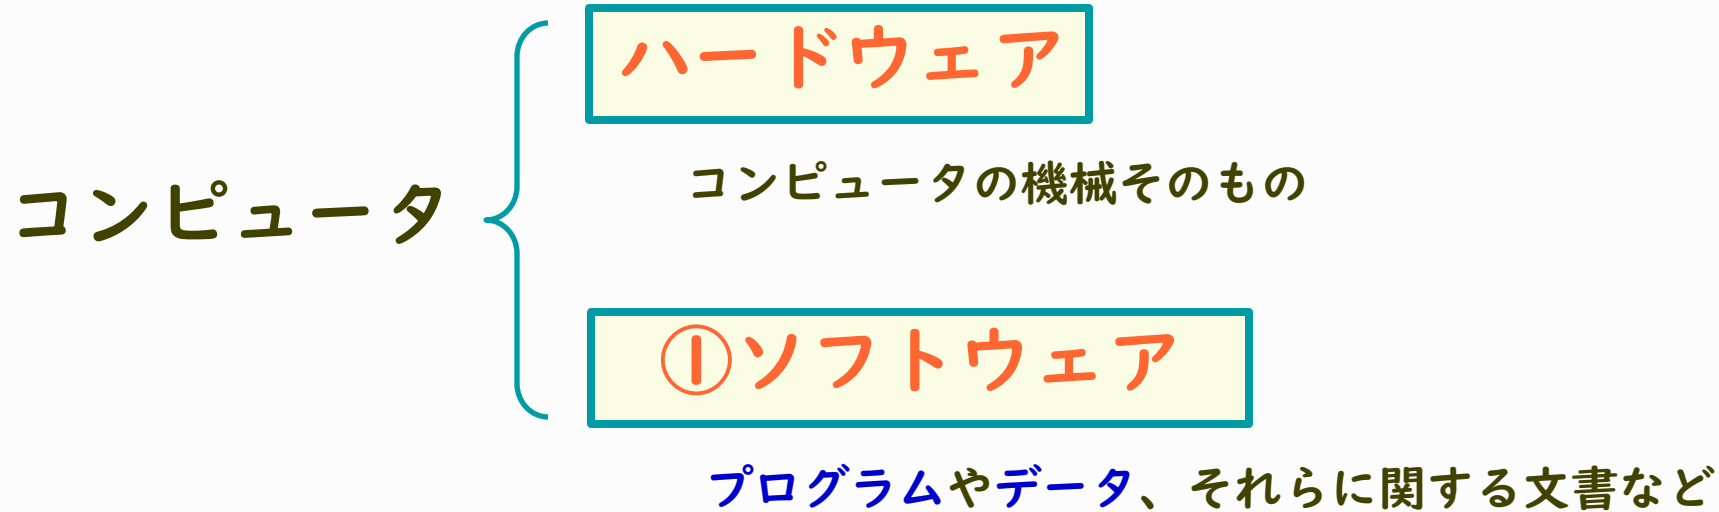 コンピュータ
ハードウェア
コンピュータの機械そのもの
①ソフトウェア
プログラムやデータ、それらに関する文書など